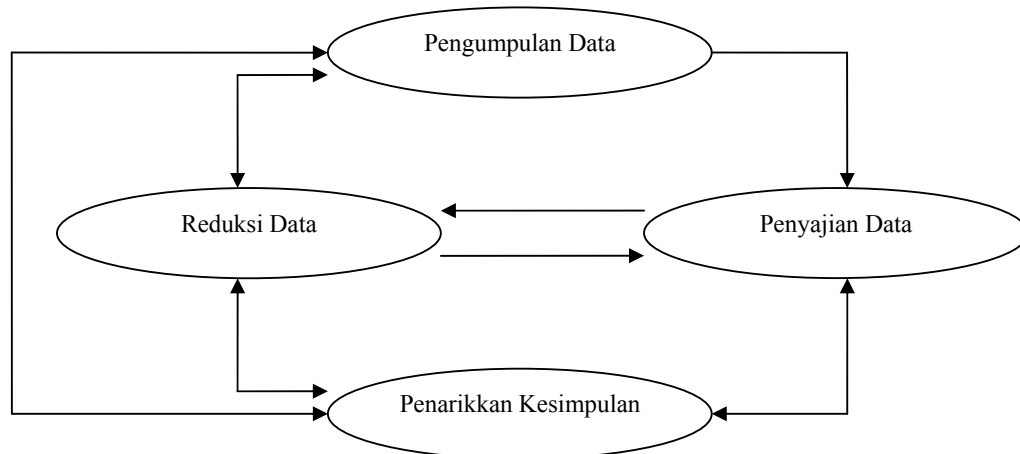 Pengumpulan Data
Reduksi Data
Penyajian Data
Penarikkan Kesimpulan